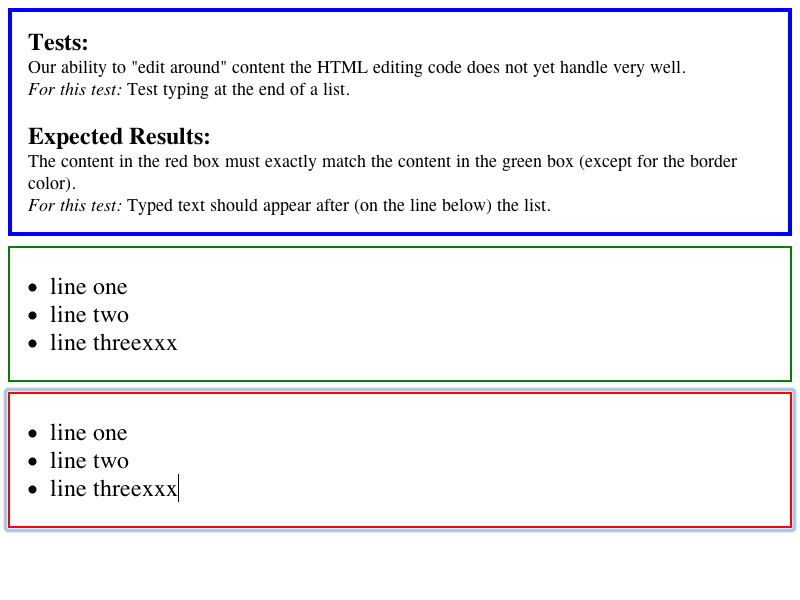 Tests:
Our ability to "edit around" content the HTML editing code does not yet handle very well.
For this test: Test typing at the end of a list.
Expected Results:
The content in the red box must exactly match the content in the green box (except for the border
color).
For this test: Typed text should appear after (on the line below) the list.
• line one
• line two
• line threexxx
• line one
• line two
• line threexxx